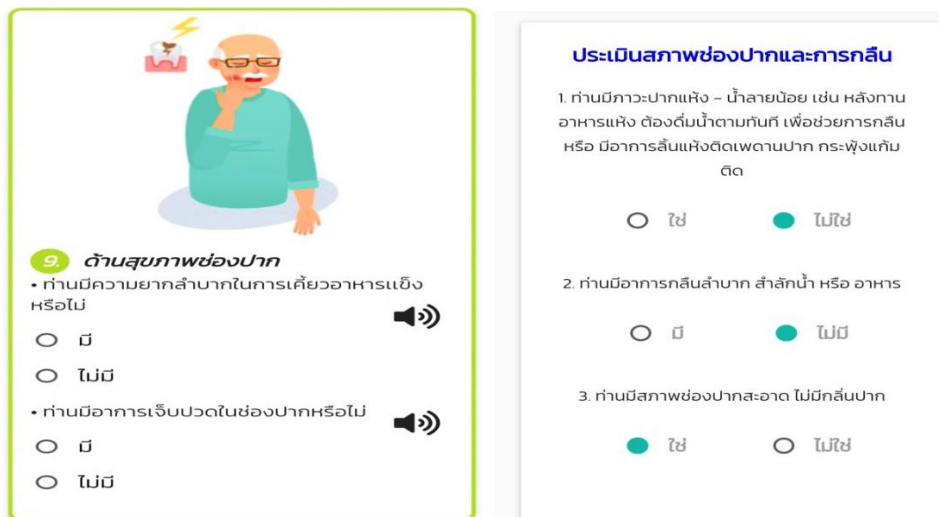 9. ด้านสุขภาพช่องปาก
• ท่านมีความยากลำบากในการเคี้ยวอาหารแข็ง
หรือไม่
มี
ไม่มี
• ท่านมีอาการเจ็บปวดในช่องปากหรือไม่
มี
ไม่มี
ประเมินสภาพช่องปากและการกลืน
1. ท่านมีภาวะปากแห้ง - น้ำลายน้อย เช่น หลังทาน
อาหารแห้ง ต้องดื่มน้ำตามทันที เพื่อช่วยการกลืน
หรือ มีอาการลิ้นแห้งติดเพดานปาก กระพุ้งแก้ม
ติด
ใช่ ไม่ใช่
2. ท่านมีอาการกลืนลำบาก สำลักน้ำ หรือ อาหาร
มี ไม่มี
3. ท่านมีสภาพช่องปากสะอาด ไม่มีกลิ่นปาก
ใช่ ไม่ใช่